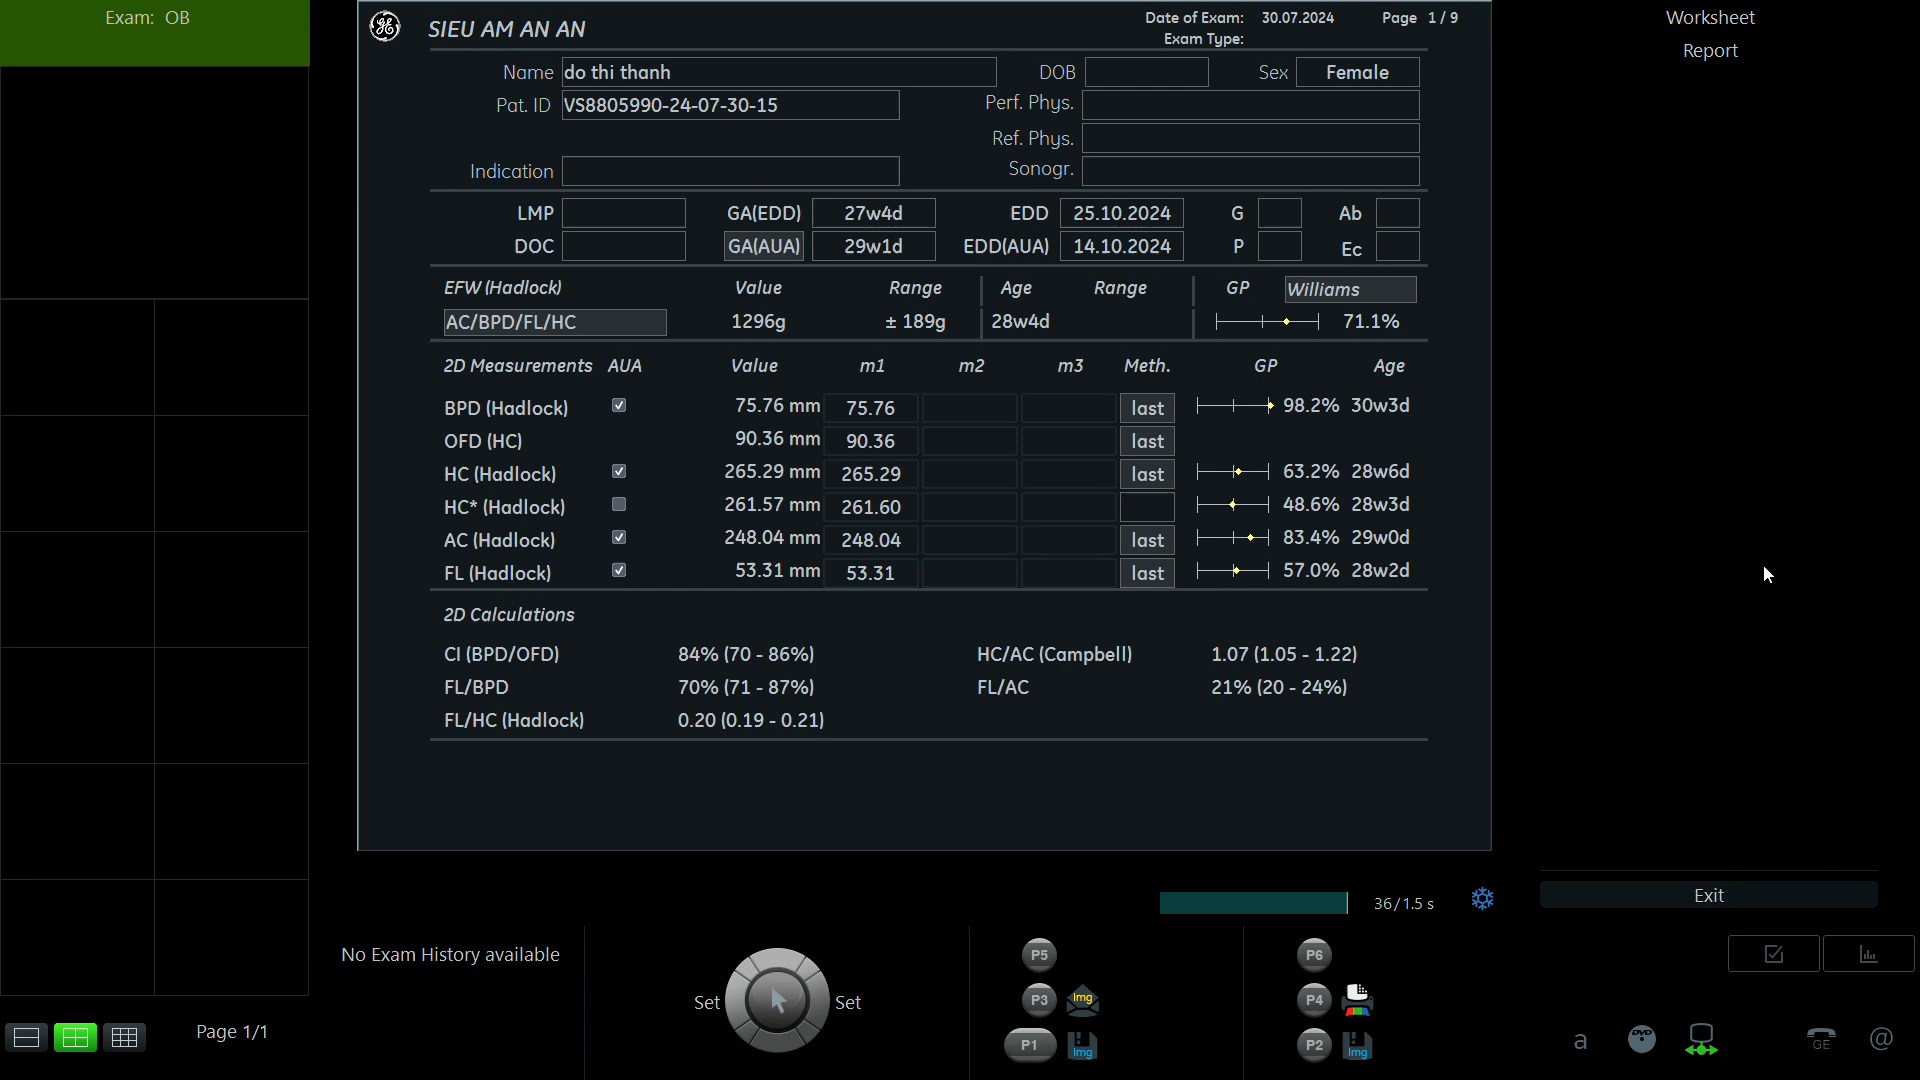 Exam: OB
SIEU AM AN AN
Date of Exam: 30.07.2024 Page 1 / 9
Exam Type:
Name do thi thanh DOB Sex Female
Pat. ID VS8805990-24-07-30-15 Perf. Phys.
Ref. Phys.
Indication Sonogr.
LMP GA(EDD) 27w4d EDD 25.10.2024 G Ab
DOC GA(AUA) 29w1d EDD(AUA) 14.10.2024 P Ec
EFW (Hadlock) Value Range Age Range GP Williams
AC/BPD/FL/HC 1296g ± 189g 28w4d 71.1%
2D Measurements AUA Value m1 m2 m3 Meth. GP Age
BPD (Hadlock) 75.76 mm 75.76 last 98.2% 30w3d
OFD (HC) 90.36 mm 90.36 last
HC (Hadlock) 265.29 mm 265.29 last 63.2% 28w6d
HC* (Hadlock) 261.57 mm 261.60 48.6% 28w3d
AC (Hadlock) 248.04 mm 248.04 last 83.4% 29w0d
FL (Hadlock) 53.31 mm 53.31 last 57.0% 28w2d
2D Calculations
CI (BPD/OFD) 84% (70 - 86%) HC/AC (Campbell) 1.07 (1.05 - 1.22)
FL/BPD 70% (71 - 87%) FL/AC 21% (20 - 24%)
FL/HC (Hadlock) 0.20 (0.19 - 0.21)
Worksheet
Report
36 / 1.5 s
Exit
No Exam History available
Set Set
P5
P3 Img
P1 Img
P6
P4
P2 Img
Page 1/1
a DVD GE @